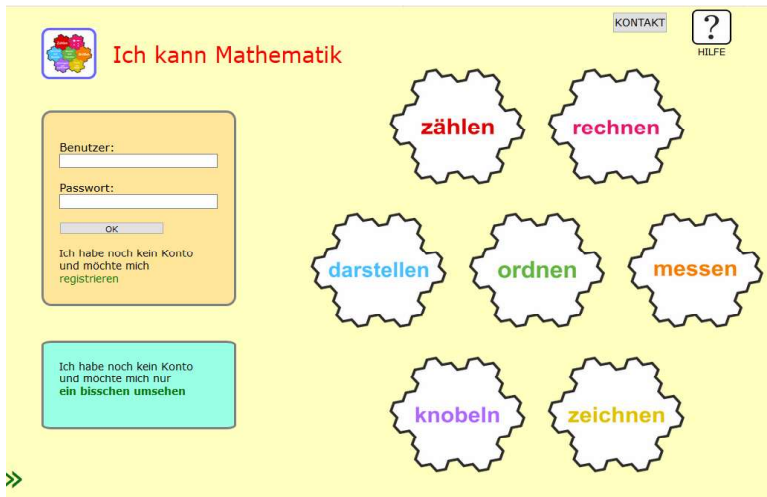 KONTAKT
?
HILFE
Ich kann Mathematik
Benutzer:
Passwort:
OK
Ich habe noch kein Konto
und möchte mich
registrieren
Ich habe noch kein Konto
und möchte mich nur
ein bisschen umsehen
zählen
rechnen
darstellen
ordnen
messen
knobeln
zeichnen
»